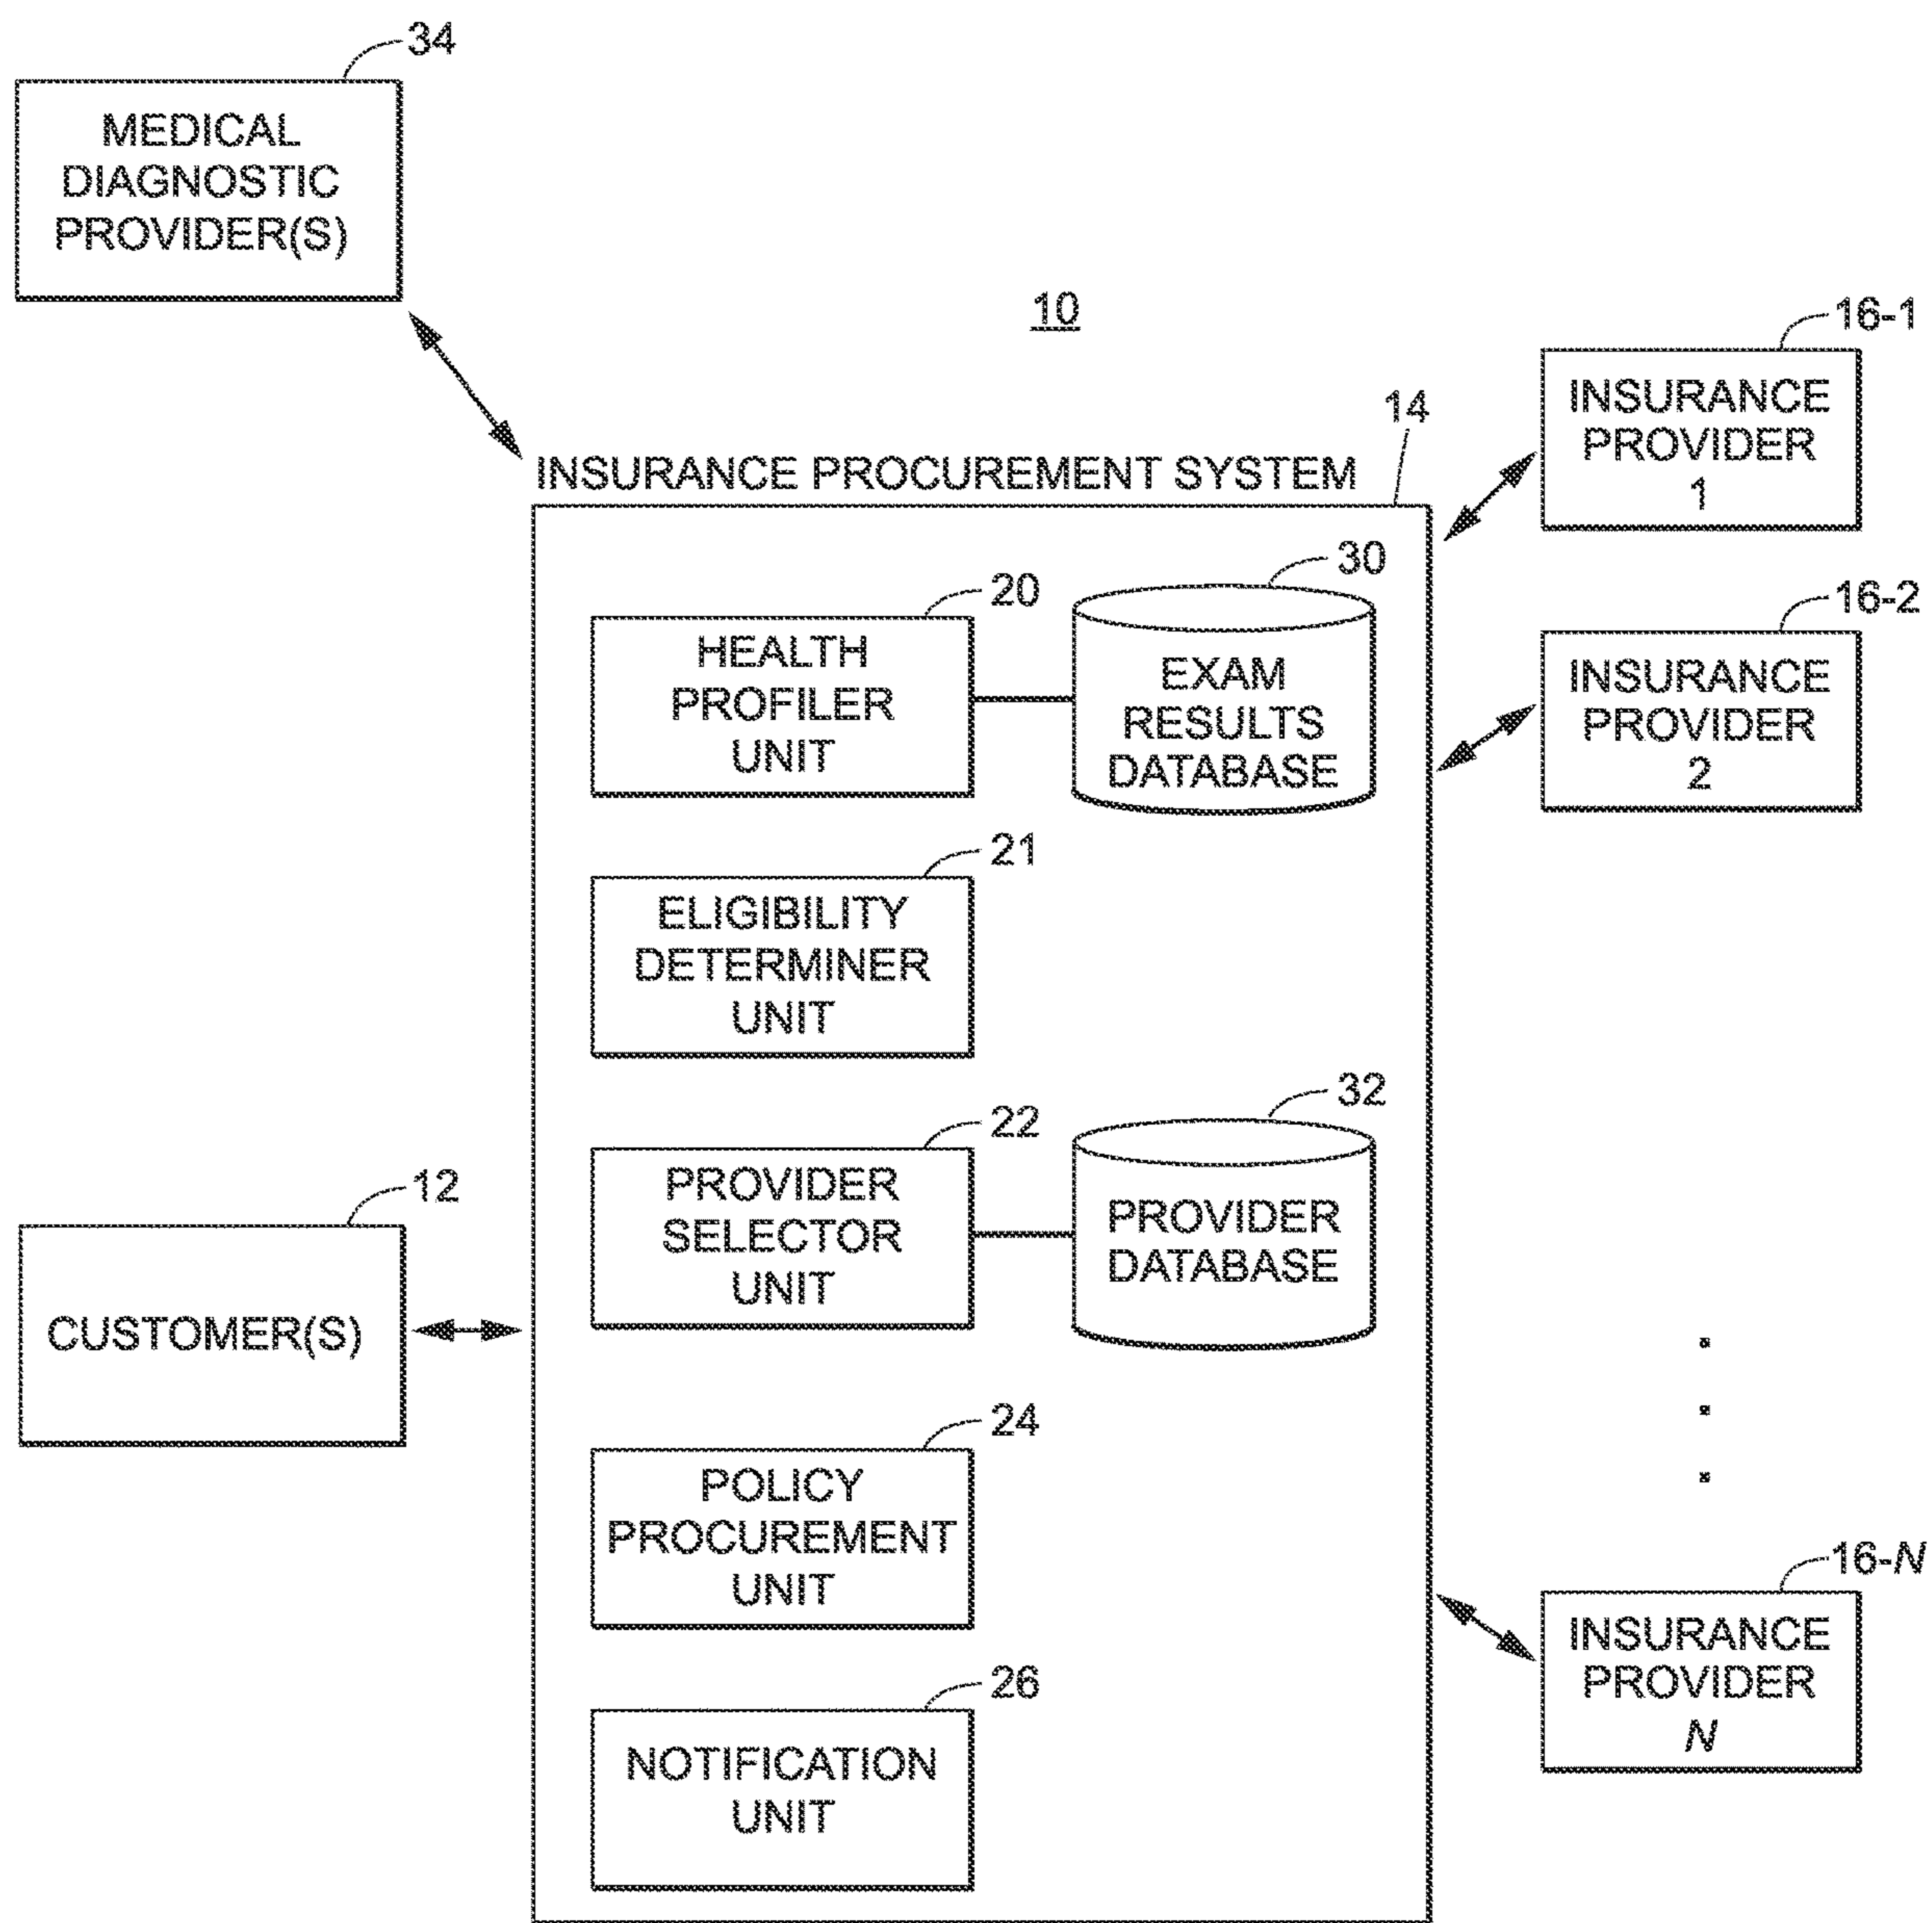 34
MEDICAL
DIAGNOSTIC
PROVIDER(S)
10
16-1
INSURANCE
PROVIDER
1
14
INSURANCE PROCUREMENT SYSTEM
20
HEALTH
PROFILER
UNIT
30
EXAM
RESULTS
DATABASE
16-2
INSURANCE
PROVIDER
2
21
ELIGIBILITY
DETERMINER
UNIT
22
PROVIDER
SELECTOR
UNIT
32
PROVIDER
DATABASE
12
CUSTOMER(S)
24
POLICY
PROCUREMENT
UNIT
16-N
INSURANCE
PROVIDER
N
26
NOTIFICATION
UNIT